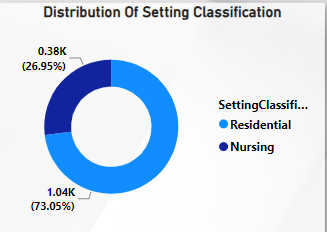 Distribution Of Setting Classification
0.38K
(26.95%)
SettingClassifi...
Residential
Nursing
1.04K
(73.05%)